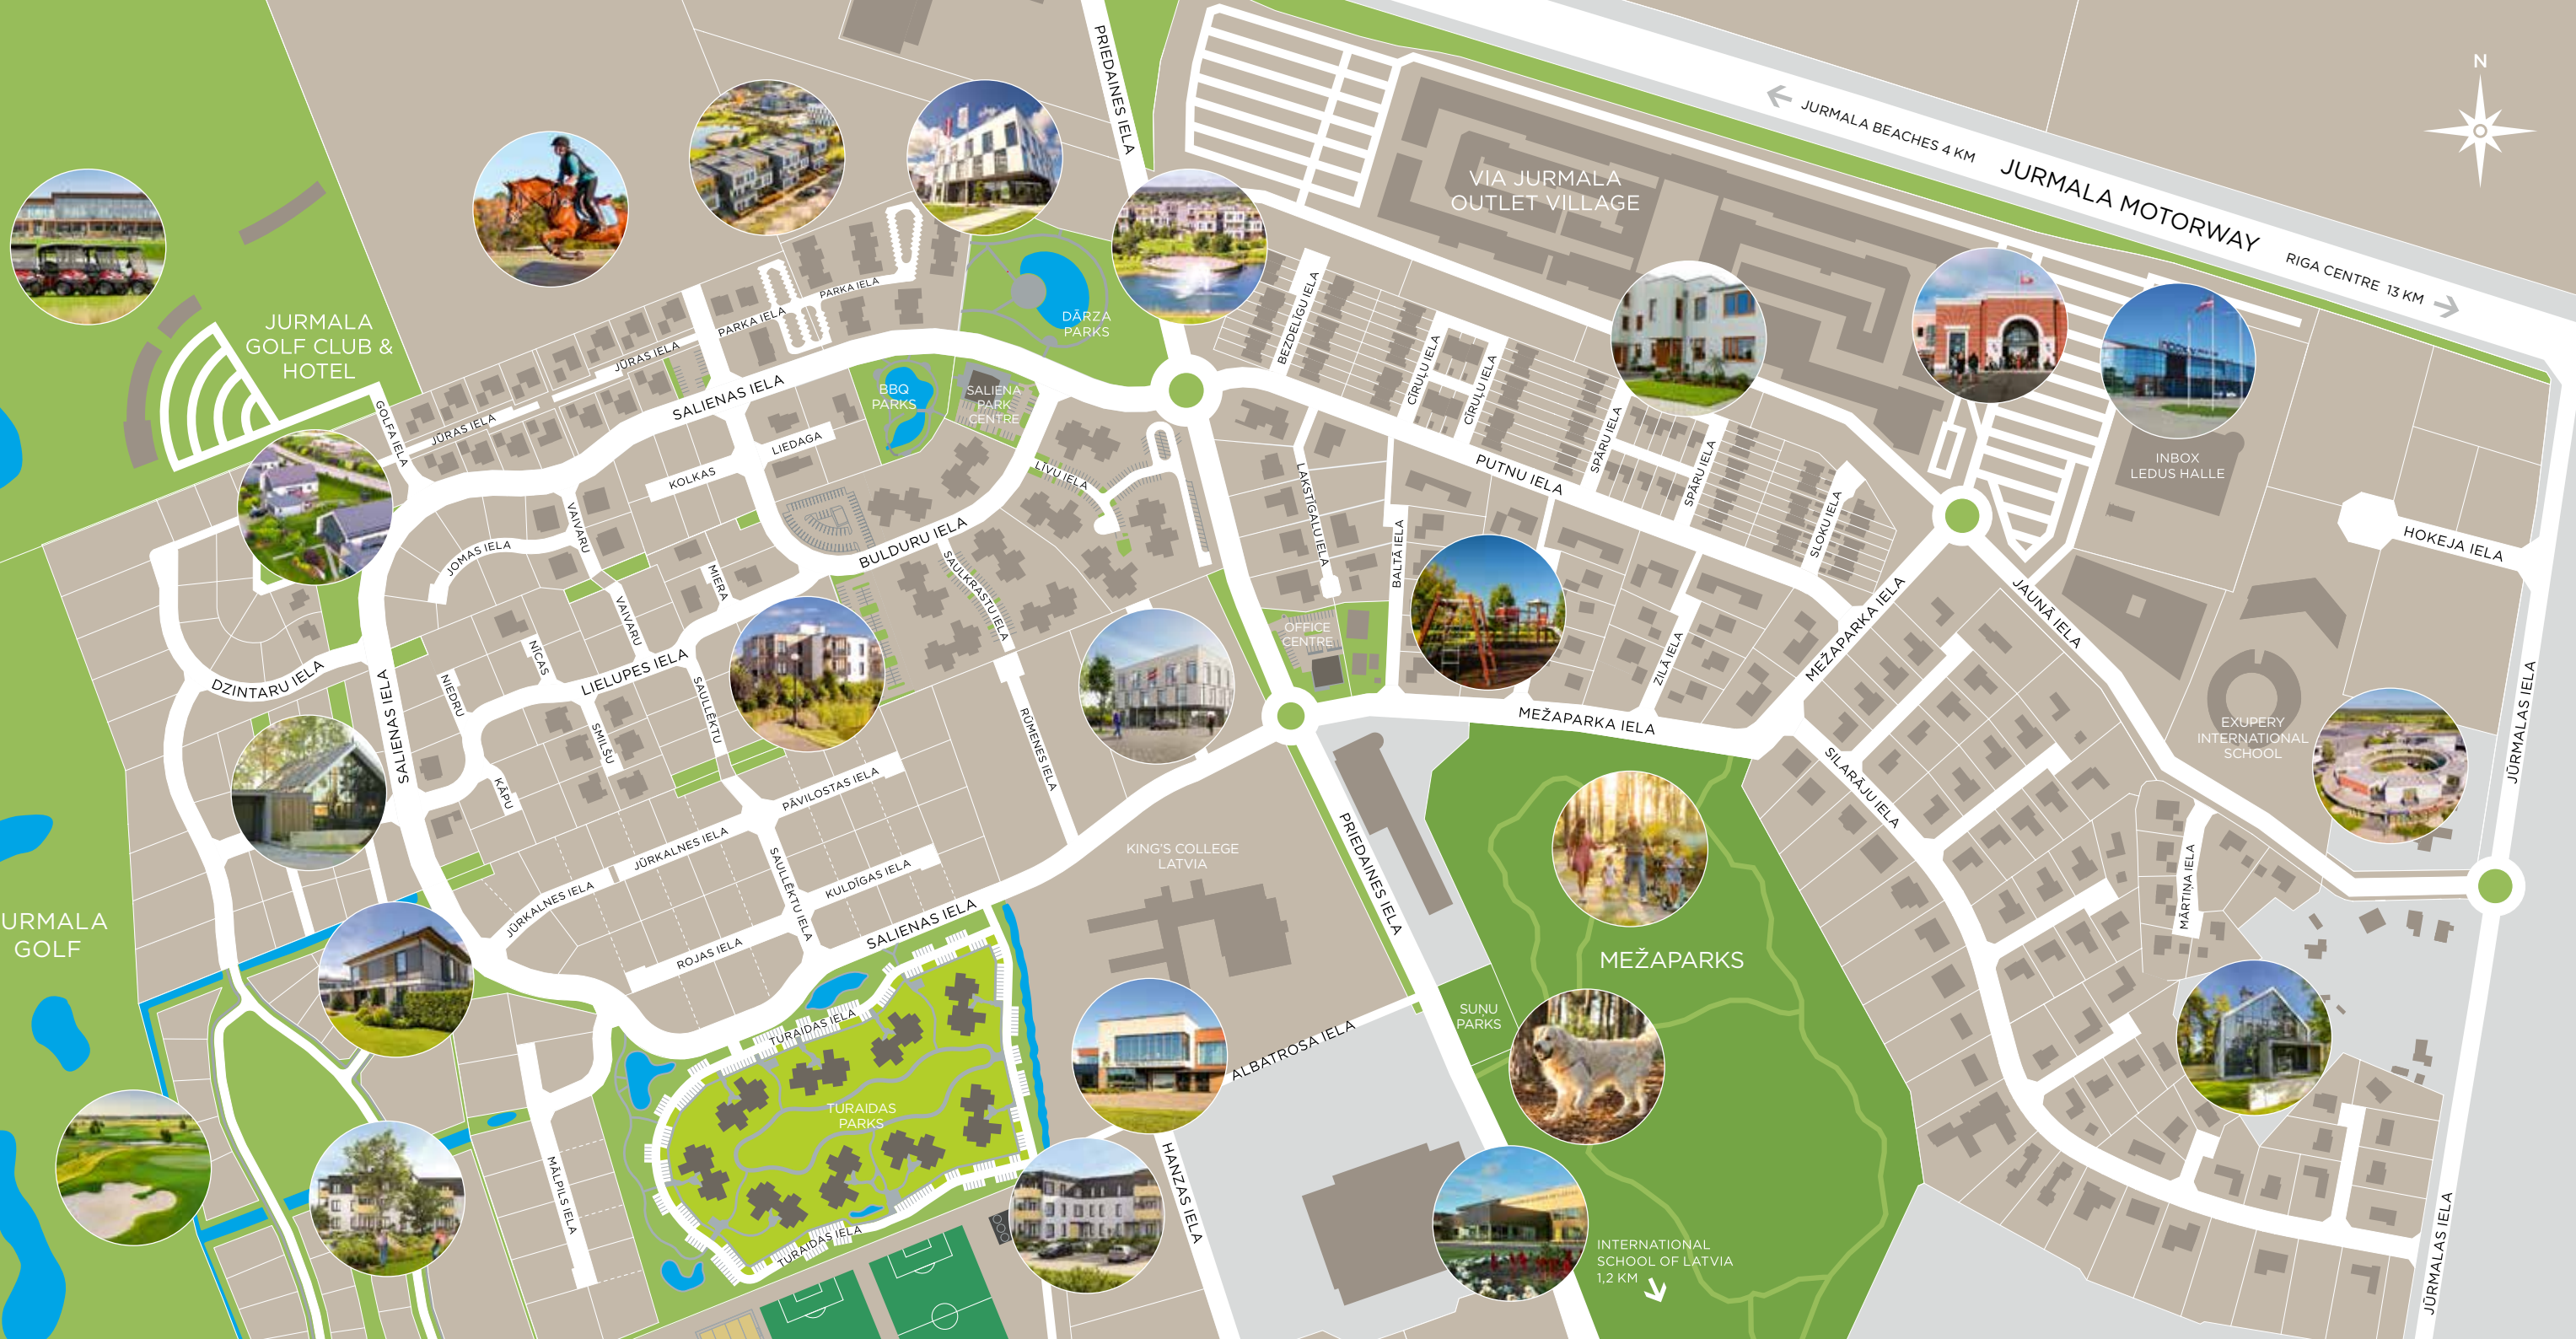 PRIEDAINES IELA
N
JURMALA BEACHES 4 KM
JURMALA MOTORWAY
RIGA CENTRE 13 KM
VIA JURMALA
OUTLET VILLAGE
JURMALA
GOLF CLUB &
HOTEL
GOLFA IELA
JŪRAS IELA
JŪRAS IELA
PARKA IELA
PARKA IELA
DĀRZA
PARKS
BBQ
PARKS
SALIENA
PARK
CENTRE
SALIENAS IELA
LIEDAGA
KOLKAS
LIVU IELA
BEZDELĪGU IELA
CĪRUĻU IELA
CĪRUĻU IELA
SPĀRU IELA
SPĀRU IELA
SLOKU IELA
PUTNU IELA
LAKSTĪGALU IELA
BALTĀ IELA
INBOX
LEDUS HALLE
HOKEJA IELA
VAIVARU
JOMAS IELA
VAIVARU
MIERA
BULDURU IELA
SAULKRASTU IELA
OFFICE
CENTRE
ZILĀ IELA
MEŽAPARKA IELA
MEŽAPARKA IELA
JAUNĀ IELA
DZINTARU IELA
SALIENAS IELA
NIEDRU
NĪCAS
LIELUPES IELA
SMILŠU
KĀPU
SAULLĒKTU
RŪMENES IELA
PĀVILOSTAS IELA
JŪRKALNES IELA
JŪRKALNES IELA
SAULLĒKTU IELA
KULDĪGAS IELA
ROJAS IELA
SALIENAS IELA
KING'S COLLEGE
LATVIA
PRIEDAINES IELA
SILARĀJU IELA
EXUPERY
INTERNATIONAL
SCHOOL
JŪRMALAS IELA
MĀRTIŅA IELA
URMALA
GOLF
MEŽAPARKS
SUŅU
PARKS
ALBATROSA IELA
TURAIDAS IELA
TURAIDAS
PARKS
TURAIDAS IELA
MĀLPILS IELA
HANZAS IELA
INTERNATIONAL
SCHOOL OF LATVIA
1,2 KM
JŪRMALAS IELA